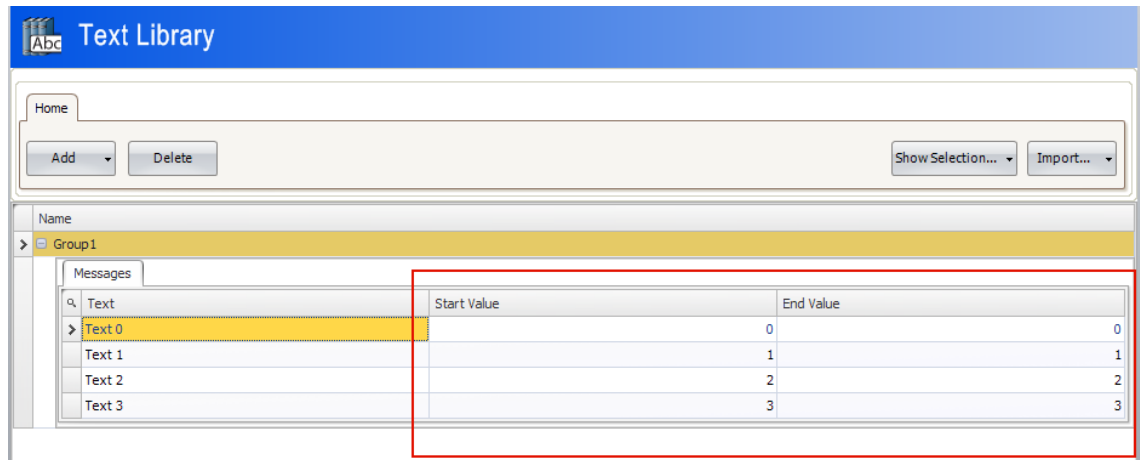 Abc Text Library
Home
Add Delete Show Selection... Import...
Name
Group1
Messages
Text Start Value End Value
Text 0 0 0
Text 1 1 1
Text 2 2 2
Text 3 3 3